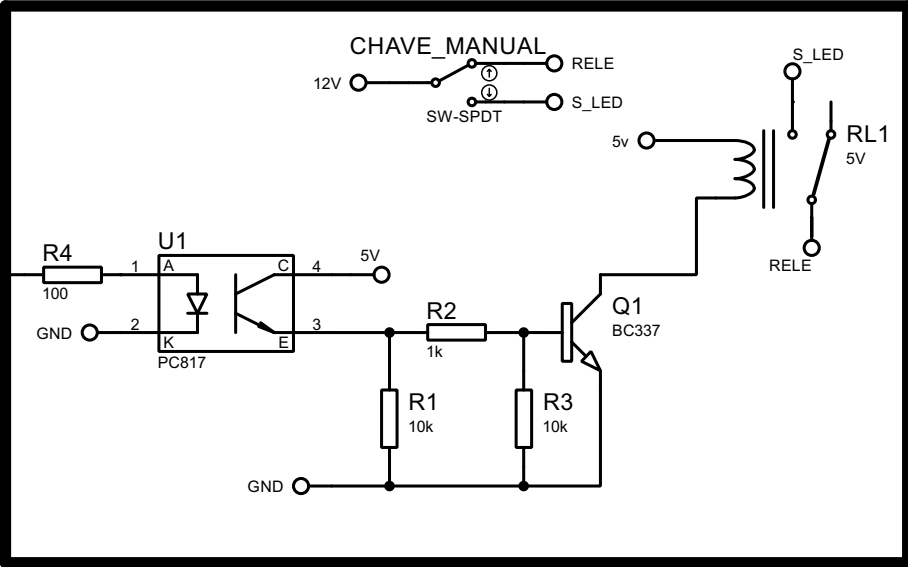 CHAVE_MANUAL
12V
RELE
S_LED
SW-SPDT
S_LED
5v
RL1
5V
RELE
R4
100
U1
1
A
C
4
5V
GND
2
K
E
3
PC817
R2
1k
Q1
BC337
R1
10k
R3
10k
GND